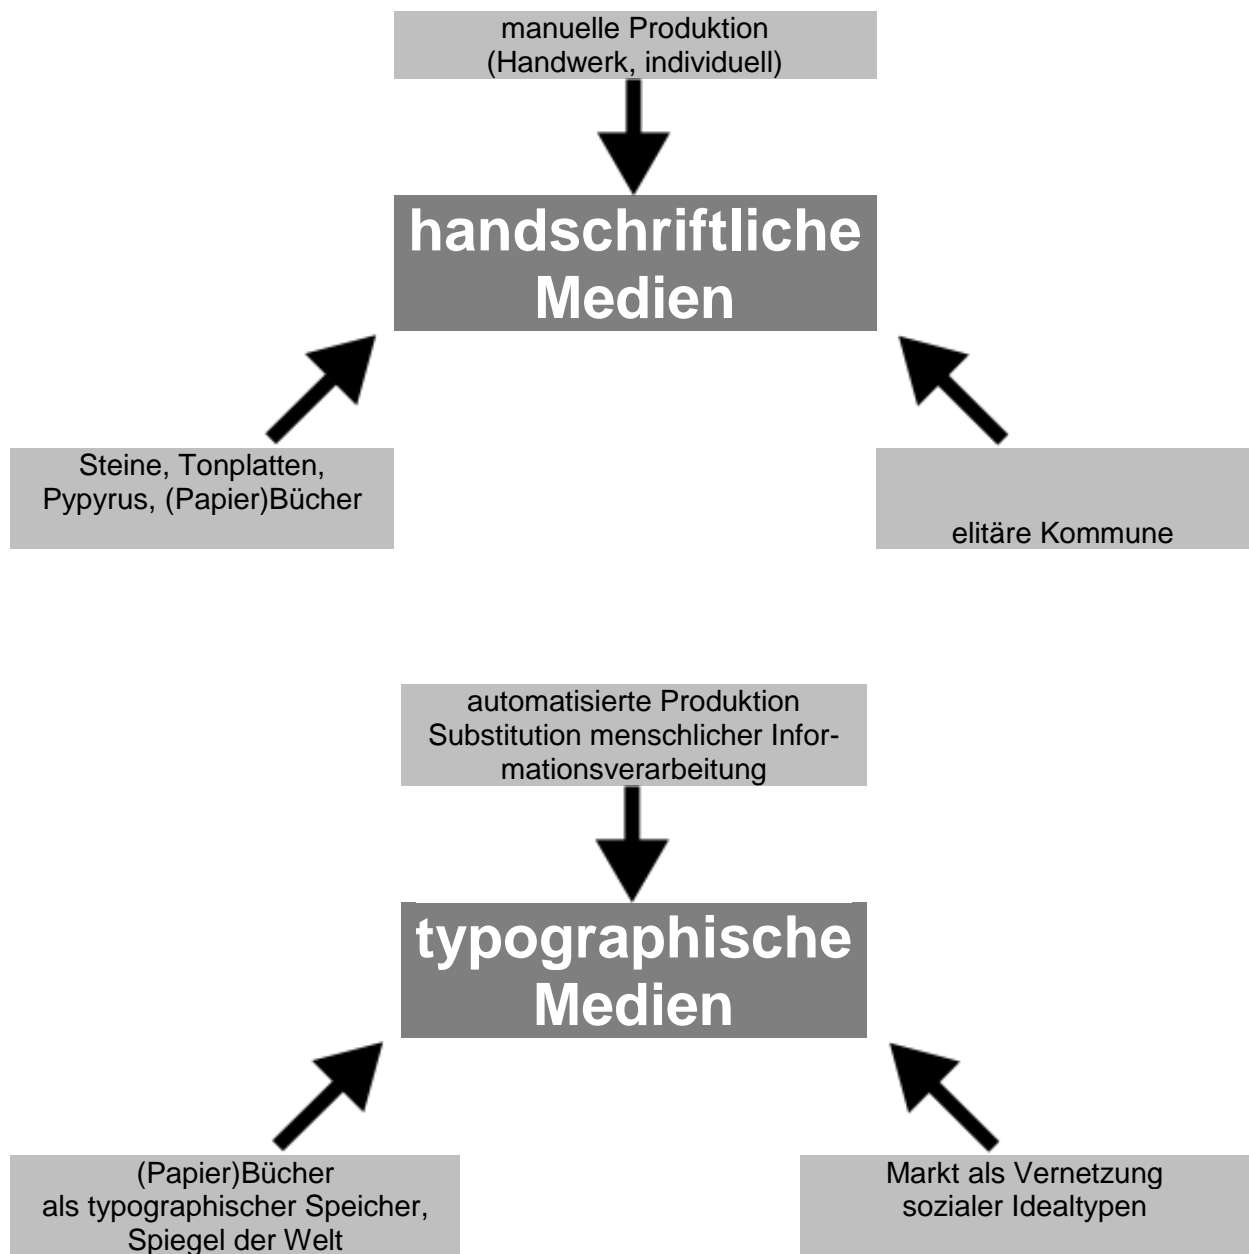 manuelle Produktion
(Handwerk, individuell)
handschriftliche
Medien
Steine, Tonplatten,
Pypyrus, (Papier)Bücher
elitäre Kommune
automatisierte Produktion
Substitution menschlicher Infor-
mationsverarbeitung
typographische
Medien
(Papier)Bücher
als typographischer Speicher,
Spiegel der Welt
Markt als Vernetzung
sozialer Idealtypen